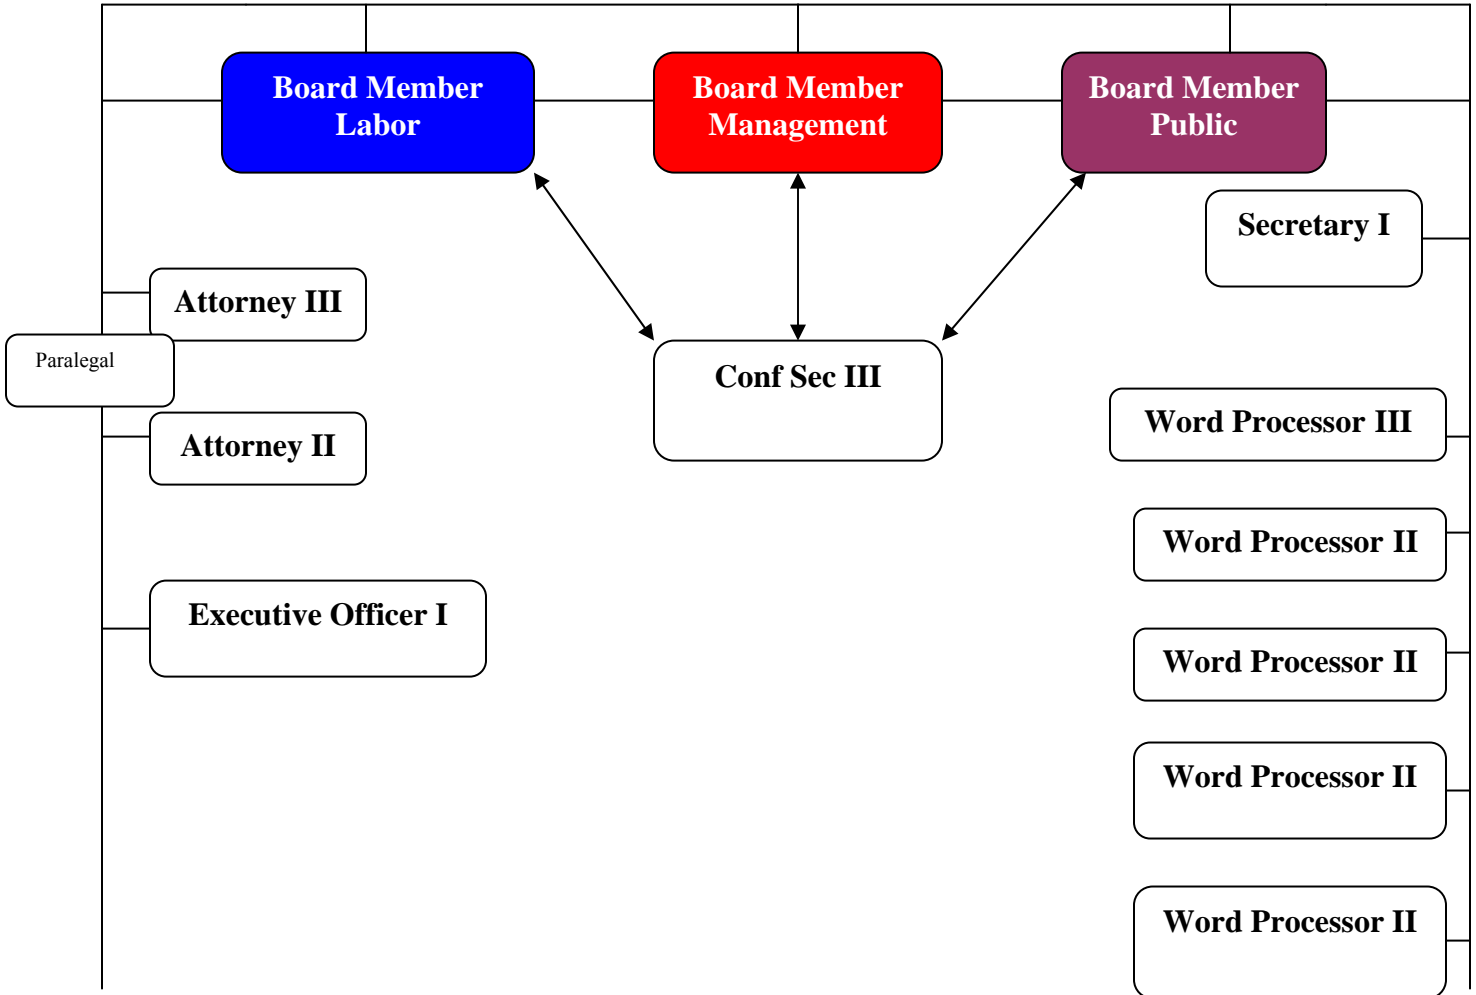 Board Member
Labor
Board Member
Management
Board Member
Public
Secretary I
Attorney III
Paralegal
Conf Sec III
Attorney II
Word Processor III
Word Processor II
Executive Officer I
Word Processor II
Word Processor II
Word Processor II